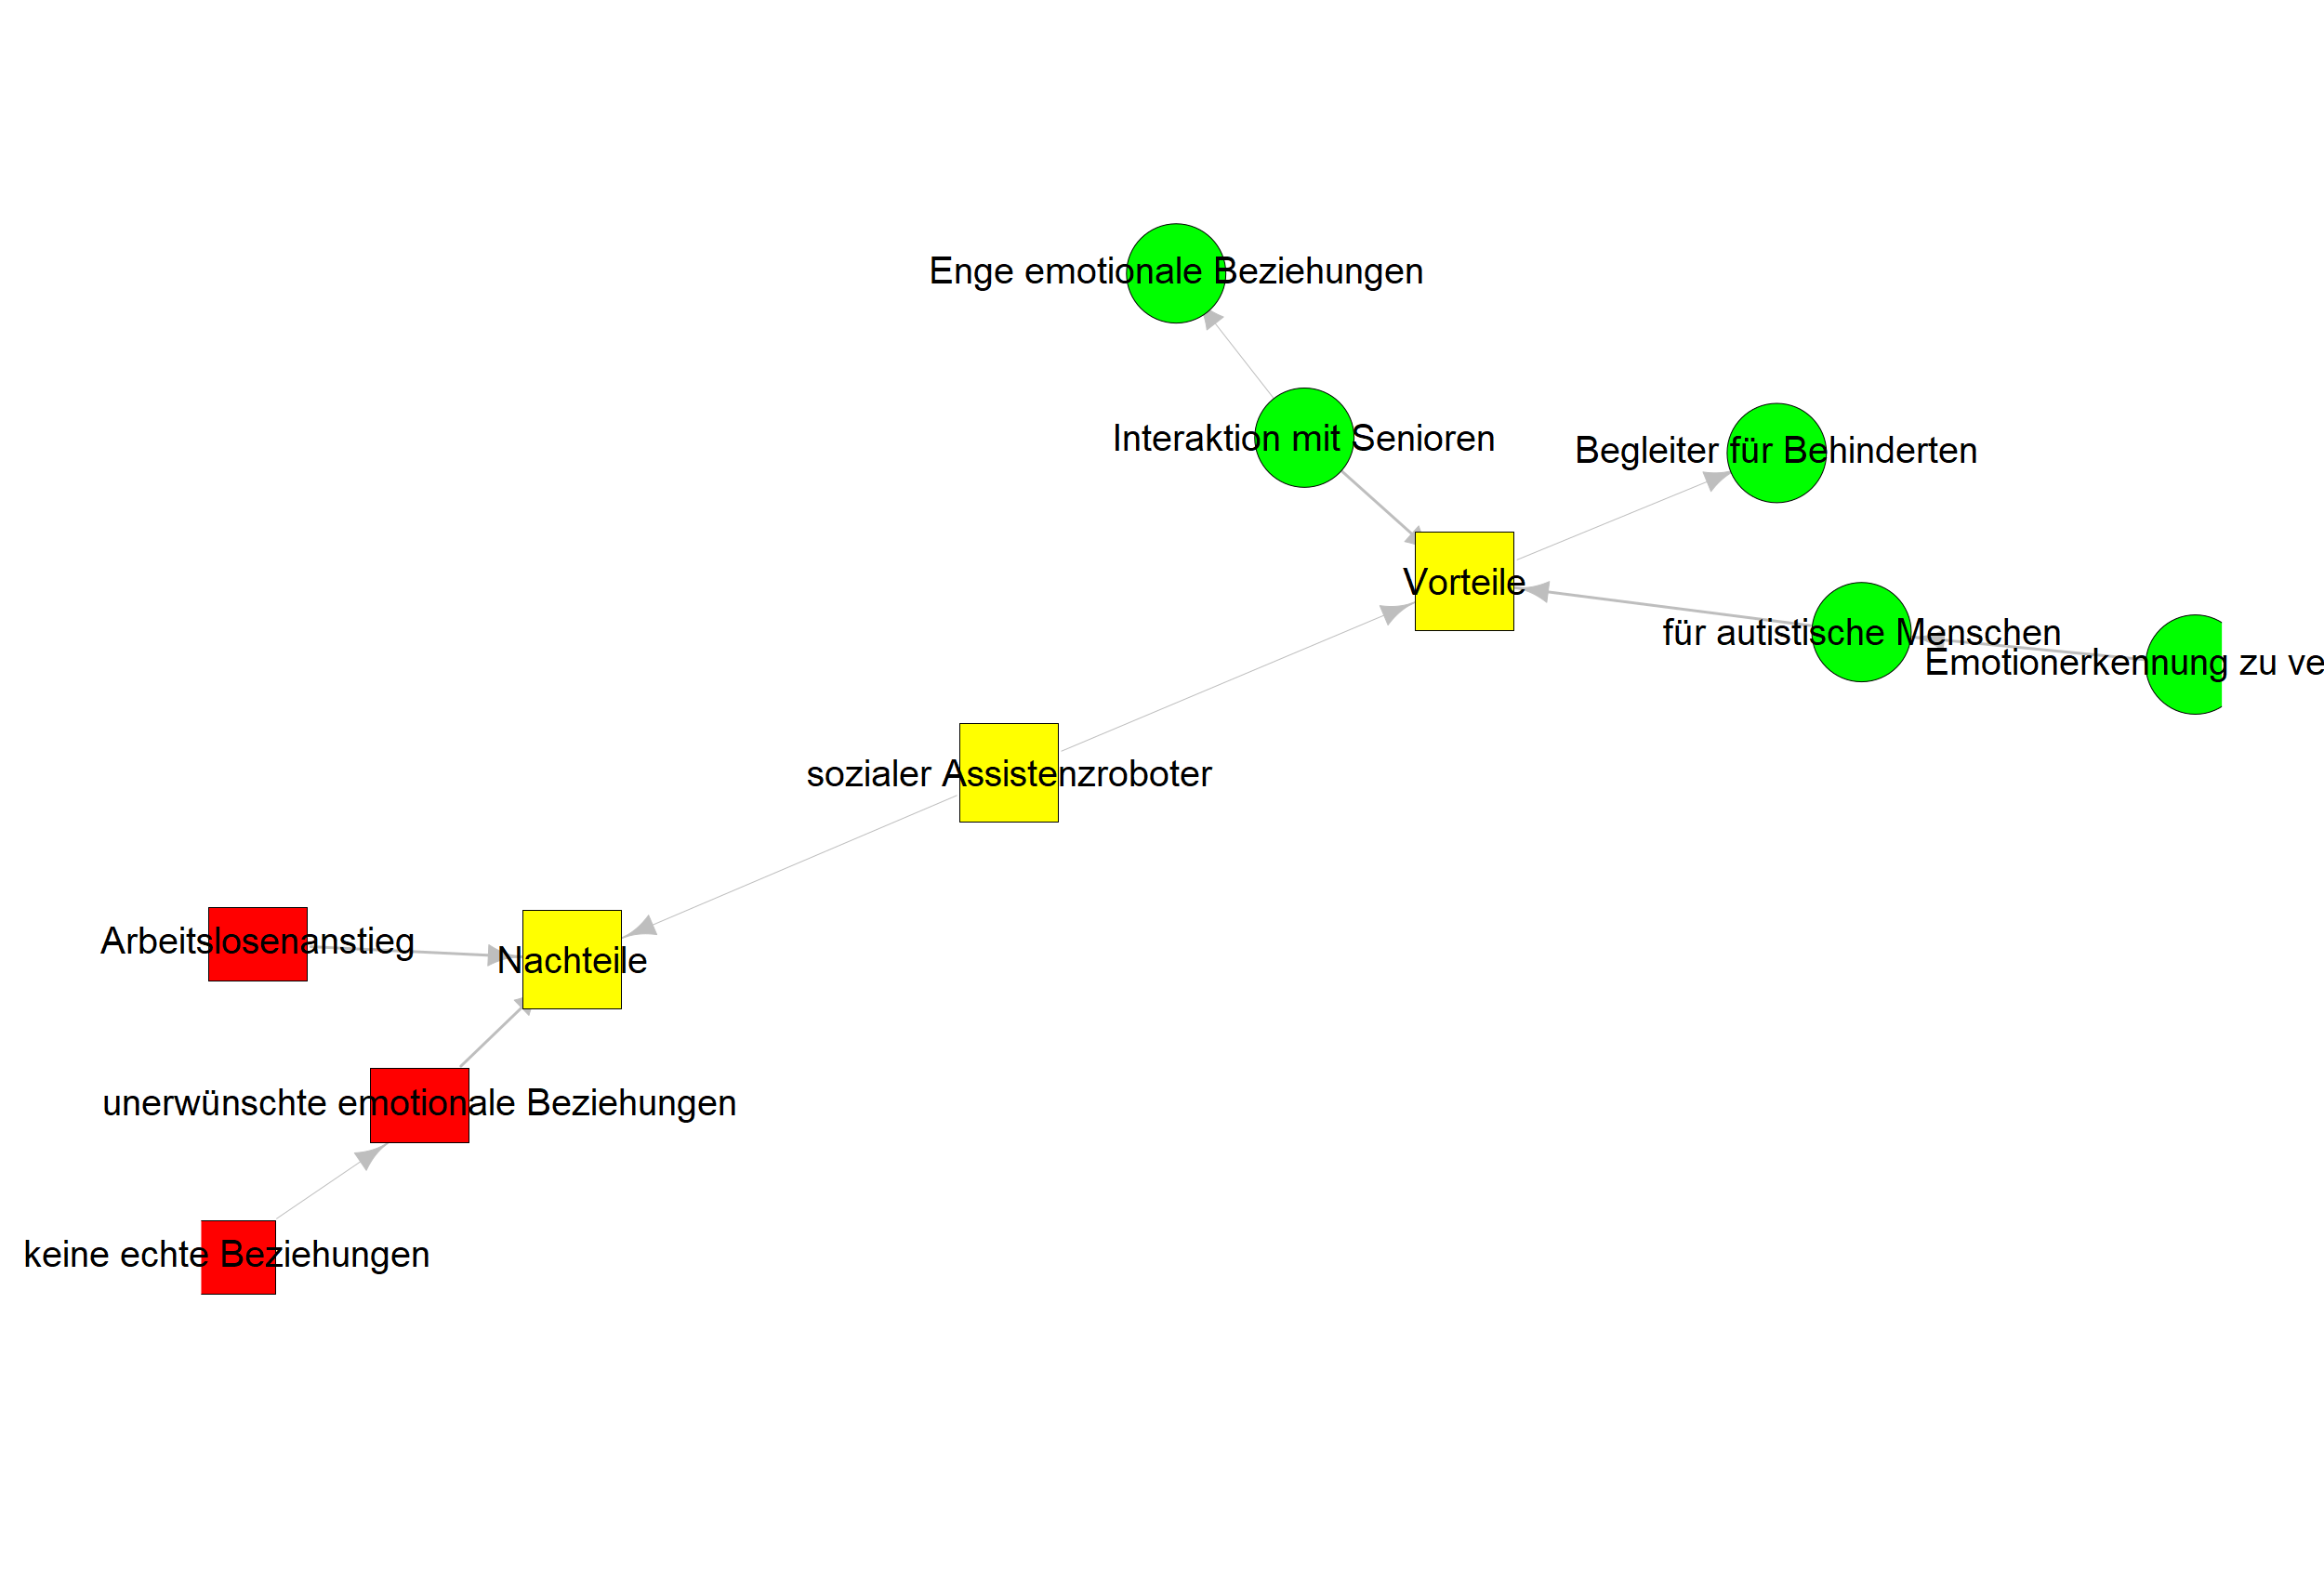 Enge emotionale Beziehungen
Interaktion mit Senioren
Begleiter für Behinderten
Vorteile
für autistische Menschen
Emotionerkennung zu ve
sozialer Assistenzroboter
Arbeitslosenanstieg
Nachteile
unerwünschte emotionale Beziehungen
keine echte Beziehungen